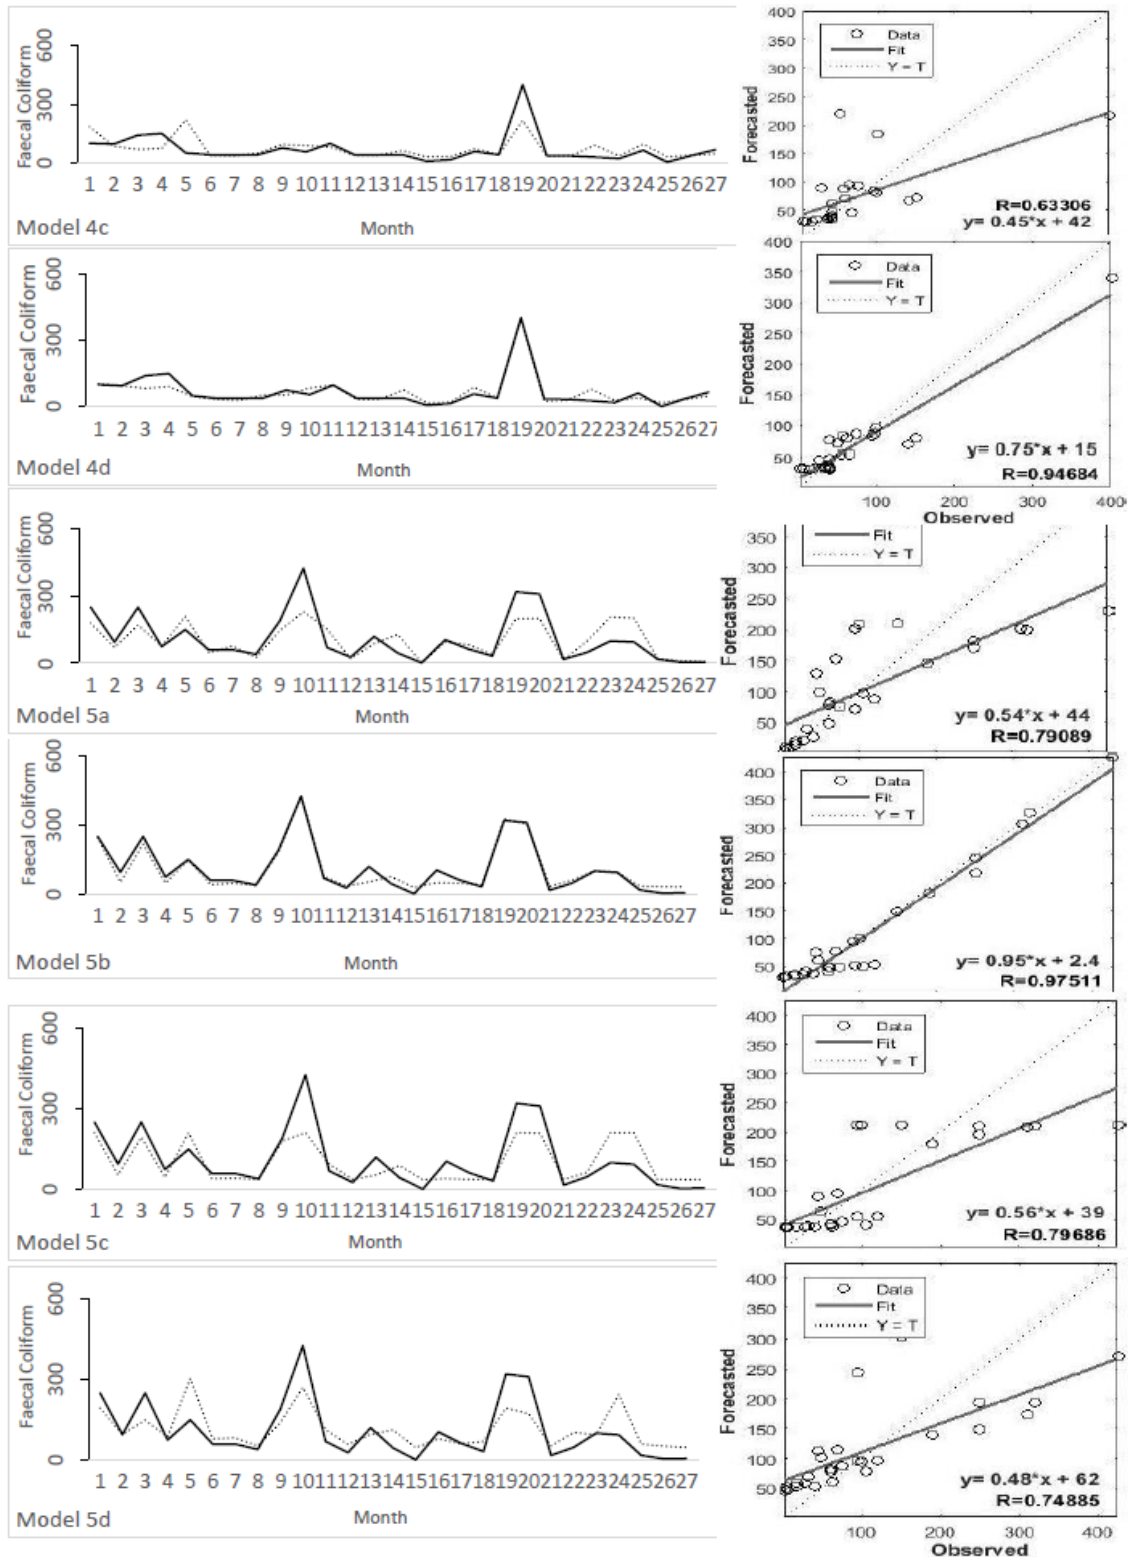 Faecal Coliform
600
300
0
1 2 3 4 5 6 7 8 9 10 11 12 13 14 15 16 17 18 19 20 21 22 23 24 25 26 27
Model 4c
Month
Forecasted
400
350
300
250
200
150
100
50
Data
Fit
Y = T
R=0.63306
y= 0.45*x + 42
Faecal Coliform
600
300
0
1 2 3 4 5 6 7 8 9 10 11 12 13 14 15 16 17 18 19 20 21 22 23 24 25 26 27
Model 4d
Month
Forecasted
400
350
300
250
200
150
100
50
Data
Fit
Y = T
y= 0.75*x + 15
R=0.94684
100 200 300 400
Observed
Faecal Coliform
600
300
0
1 2 3 4 5 6 7 8 9 10 11 12 13 14 15 16 17 18 19 20 21 22 23 24 25 26 27
Model 5a
Month
Forecasted
350
300
250
200
150
100
50
Fit
Y = T
y= 0.54*x + 44
R=0.79089
Faecal Coliform
600
300
0
1 2 3 4 5 6 7 8 9 10 11 12 13 14 15 16 17 18 19 20 21 22 23 24 25 26 27
Model 5b
Month
Forecasted
400
350
300
250
200
150
100
50
Data
Fit
Y = T
y= 0.95*x + 2.4
R=0.97511
Faecal Coliform
600
300
0
1 2 3 4 5 6 7 8 9 10 11 12 13 14 15 16 17 18 19 20 21 22 23 24 25 26 27
Model 5c
Month
Forecasted
400
350
300
250
200
150
100
50
Data
Fit
Y = T
y= 0.56*x + 39
R=0.79686
Faecal Coliform
600
300
0
1 2 3 4 5 6 7 8 9 10 11 12 13 14 15 16 17 18 19 20 21 22 23 24 25 26 27
Model 5d
Month
Forecasted
400
350
300
250
200
150
100
50
Data
Fit
Y = T
y= 0.48*x + 62
R=0.74885
100 200 300 400
Observed